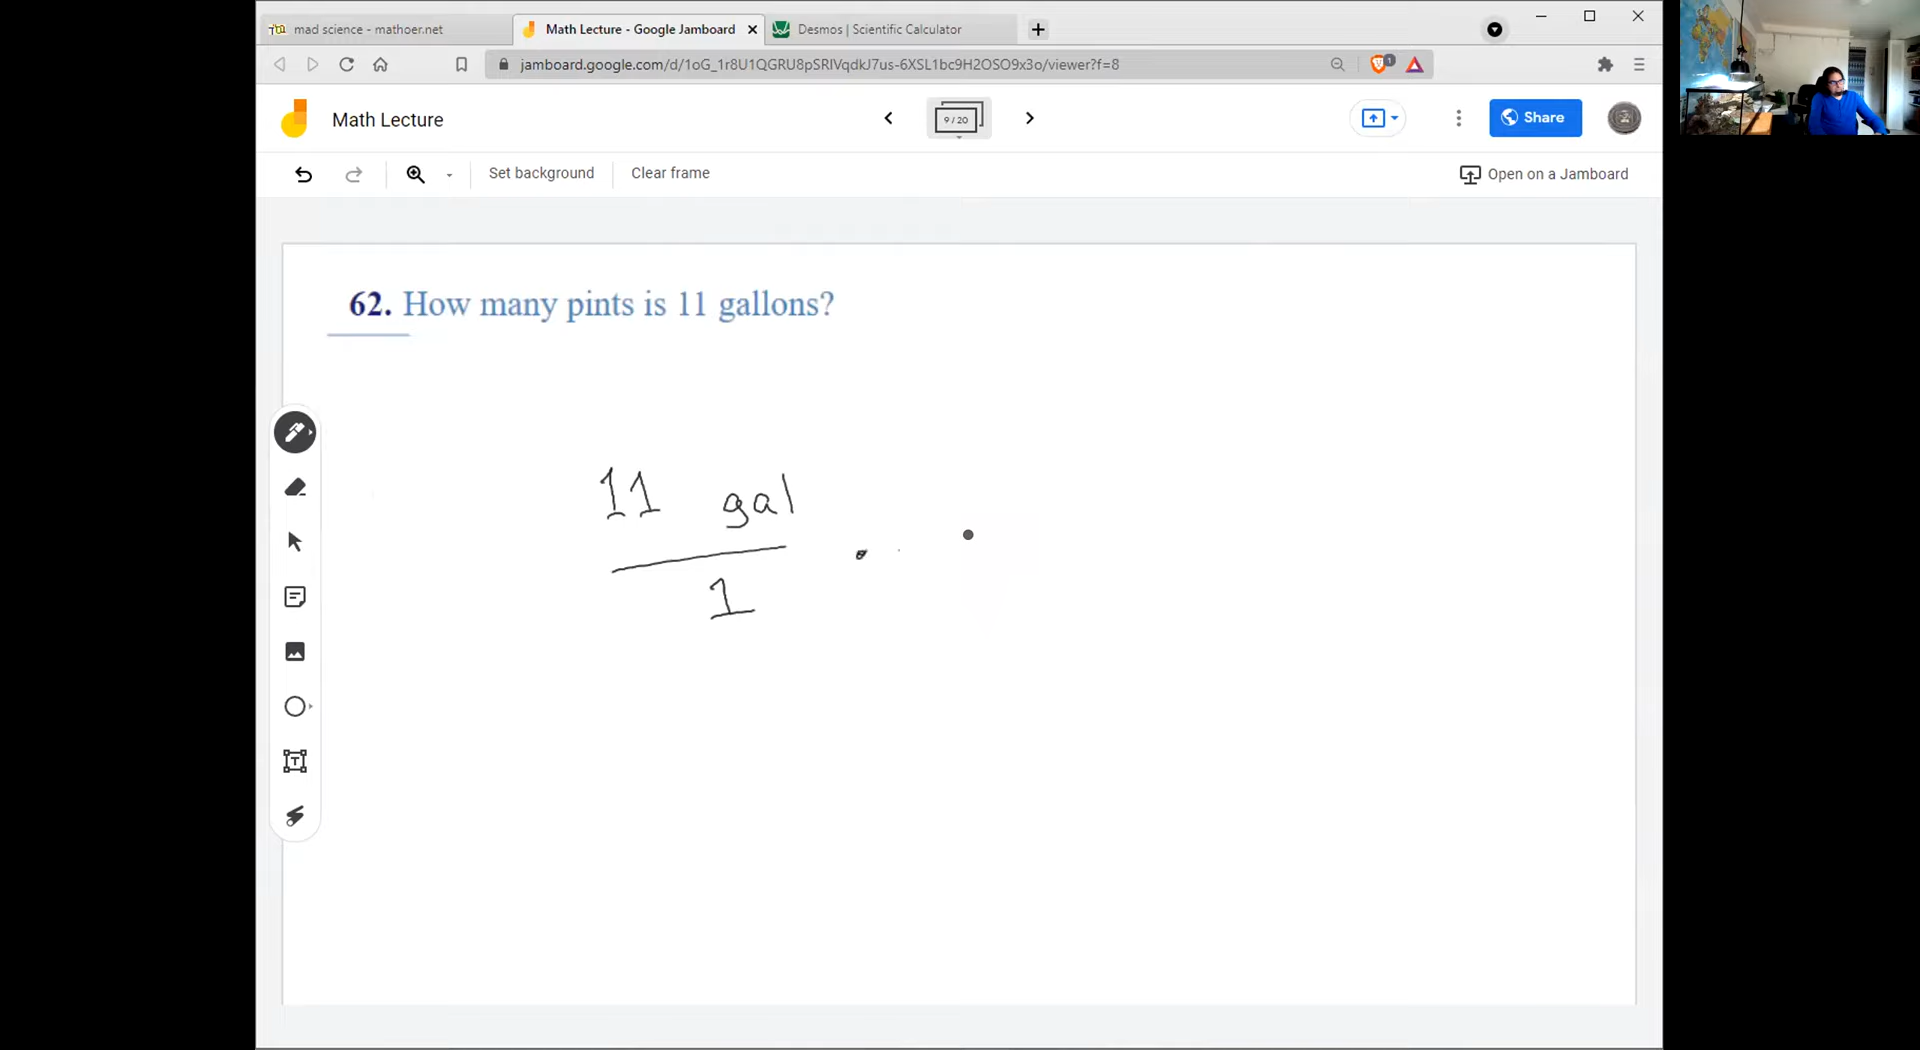 mad science - mathoer.net
Math Lecture - Google Jamboard
Desmos | Scientific Calculator
jamboard.google.com/d/1oG_1r8U1QGRU8pSRIVqdkJ7us-6XSL1bc9H2OSO9x3o/viewer?f=8
1
Math Lecture
9 / 20
Share
Set background
Clear frame
Open on a Jamboard
62. How many pints is 11 gallons?
11 gal
1